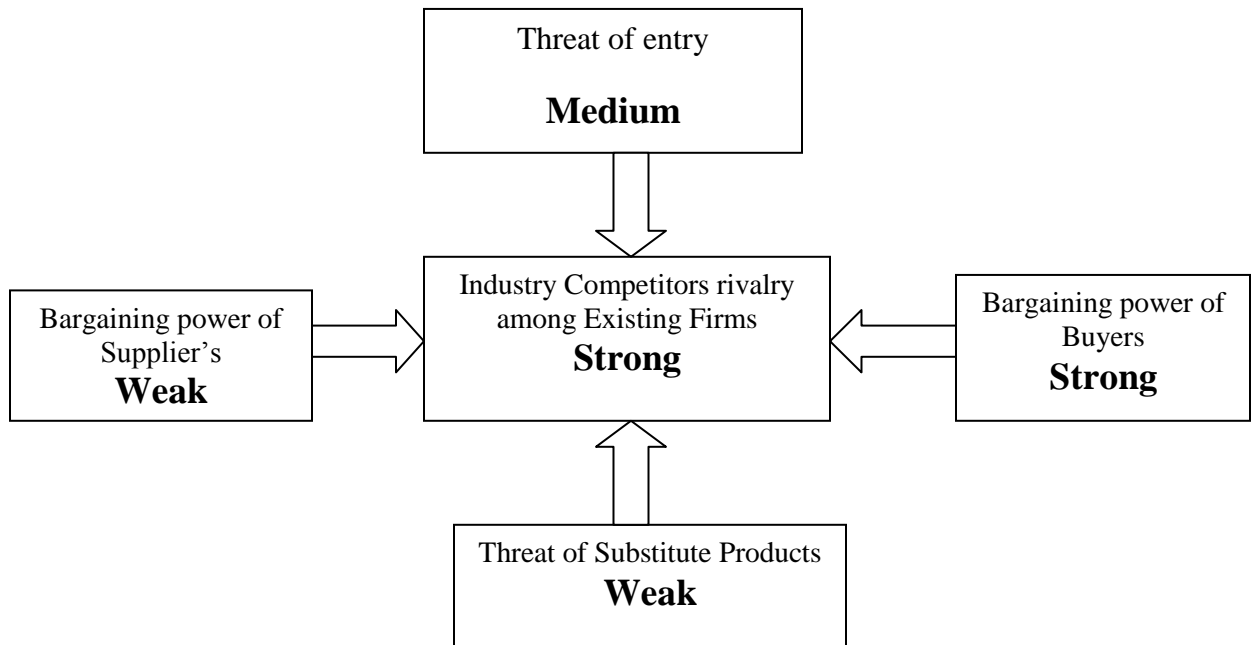 Threat of entry
Medium
Industry Competitors rivalry
among Existing Firms
Strong
Bargaining power of
Supplier’s
Weak
Bargaining power of
Buyers
Strong
Threat of Substitute Products
Weak